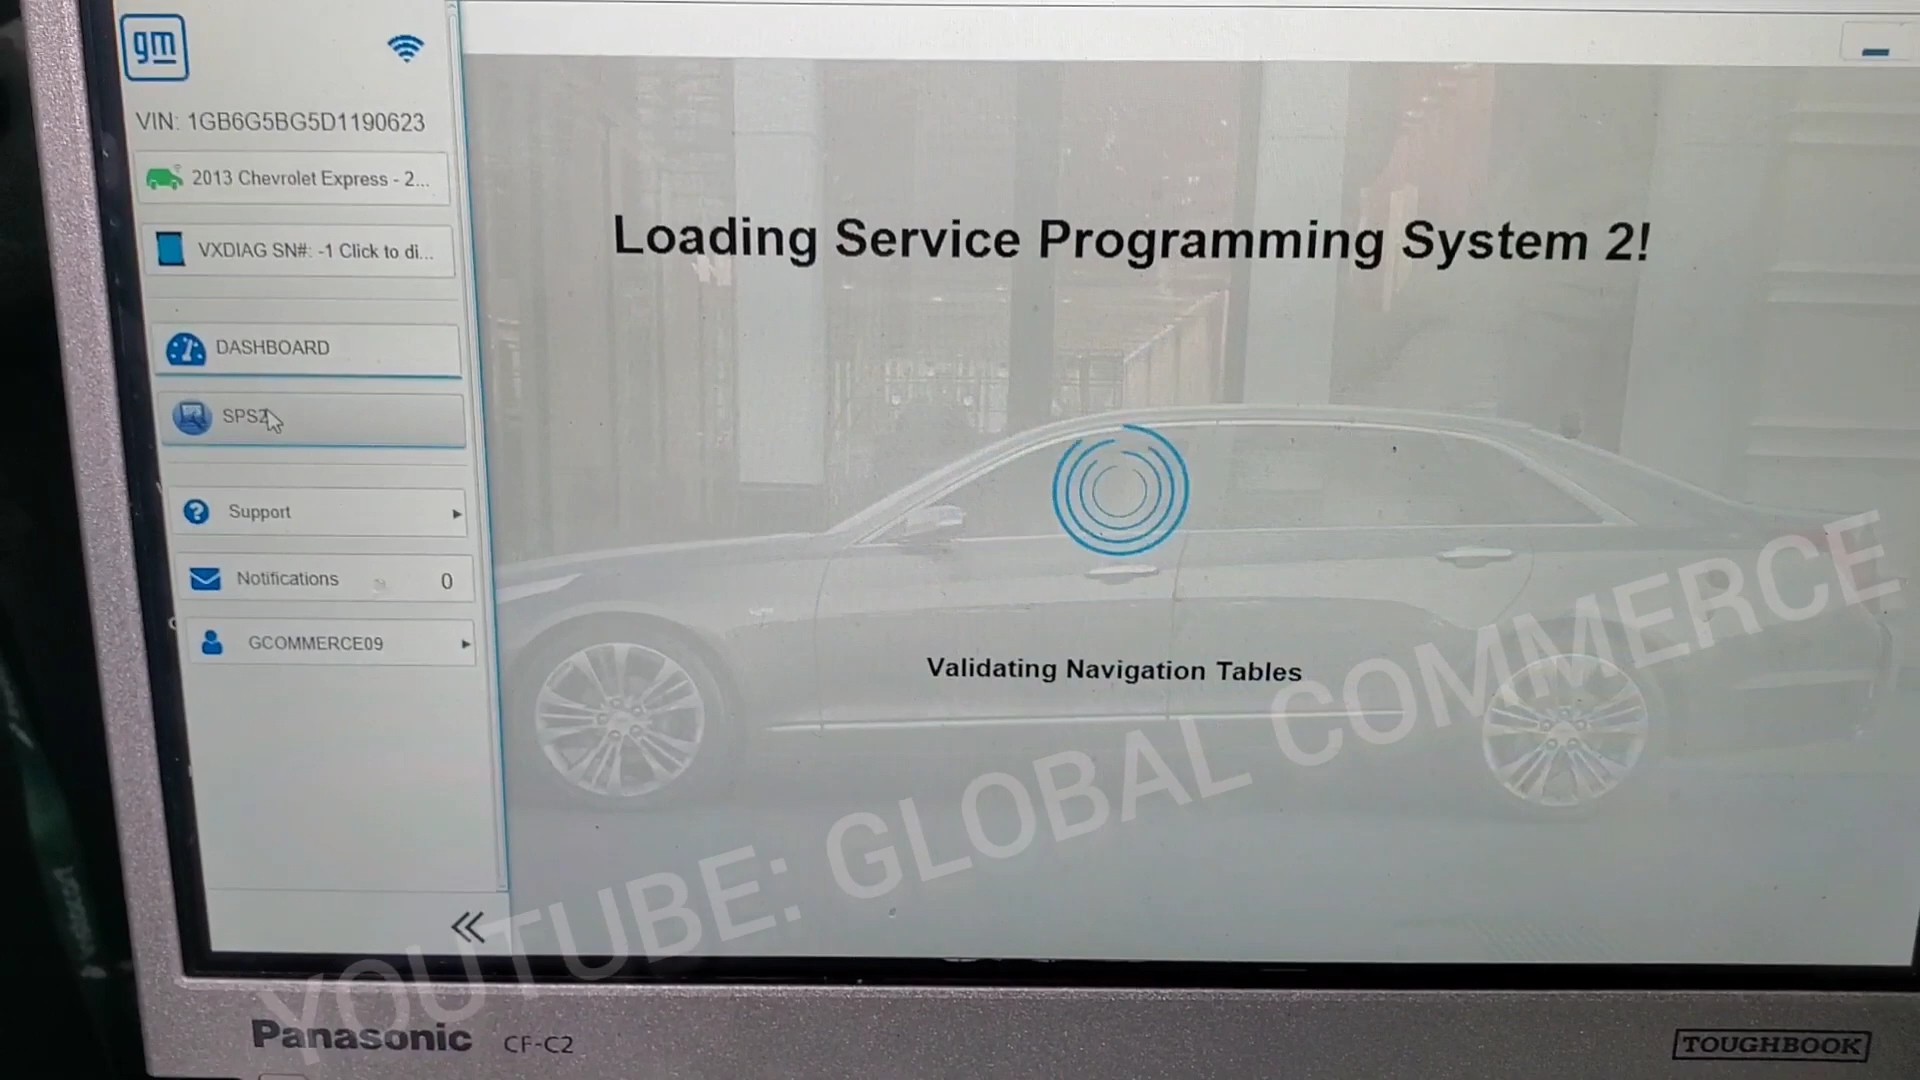 gm
VIN: 1GB6G5BG5D1190623
2013 Chevrolet Express - 2...
VXDIAG SN#: -1 Click to di...
DASHBOARD
SPS2
Support
Notifications 0
GCOMMERCE09
Loading Service Programming System 2!
Validating Navigation Tables
YOUTUBE: GLOBAL COMMERCE
Panasonic CF-C2
TOUGHBOOK